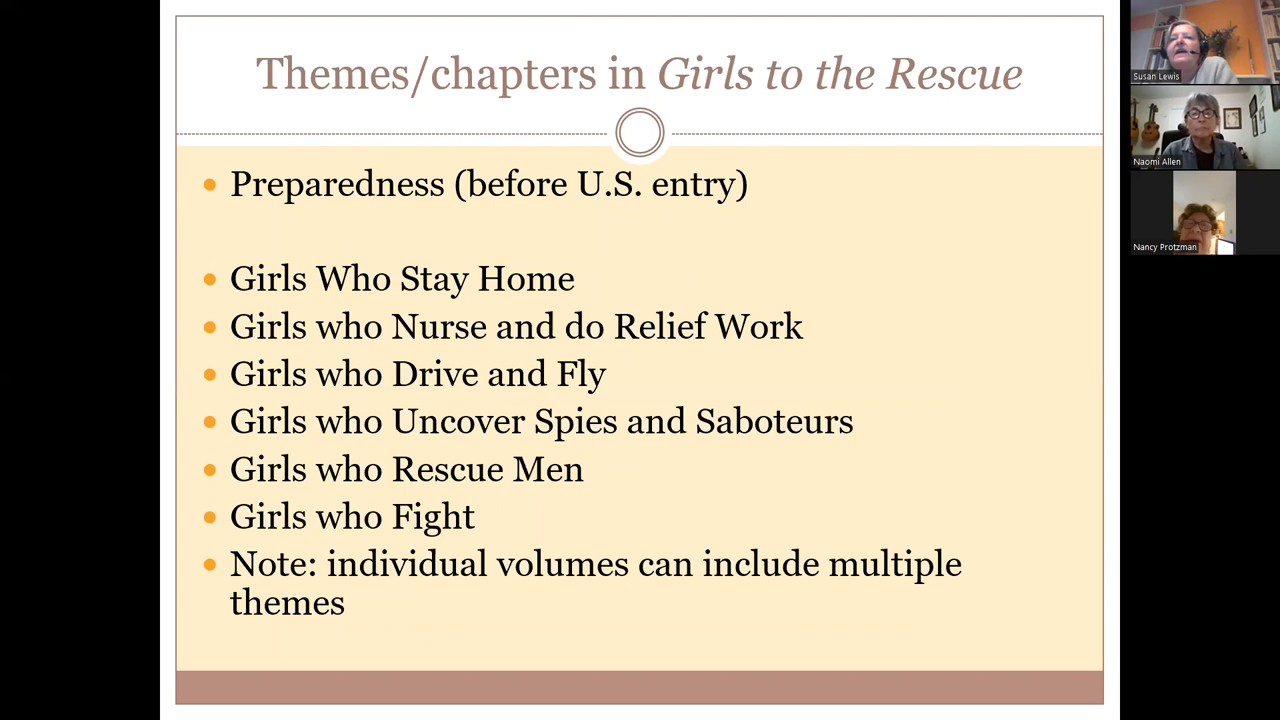 Themes/chapters in Girls to the Rescue
• Preparedness (before U.S. entry)
• Girls Who Stay Home
• Girls who Nurse and do Relief Work
• Girls who Drive and Fly
• Girls who Uncover Spies and Saboteurs
• Girls who Rescue Men
• Girls who Fight
• Note: individual volumes can include multiple
themes
Susan Lewis
Naomi Allen
Nancy Protzman